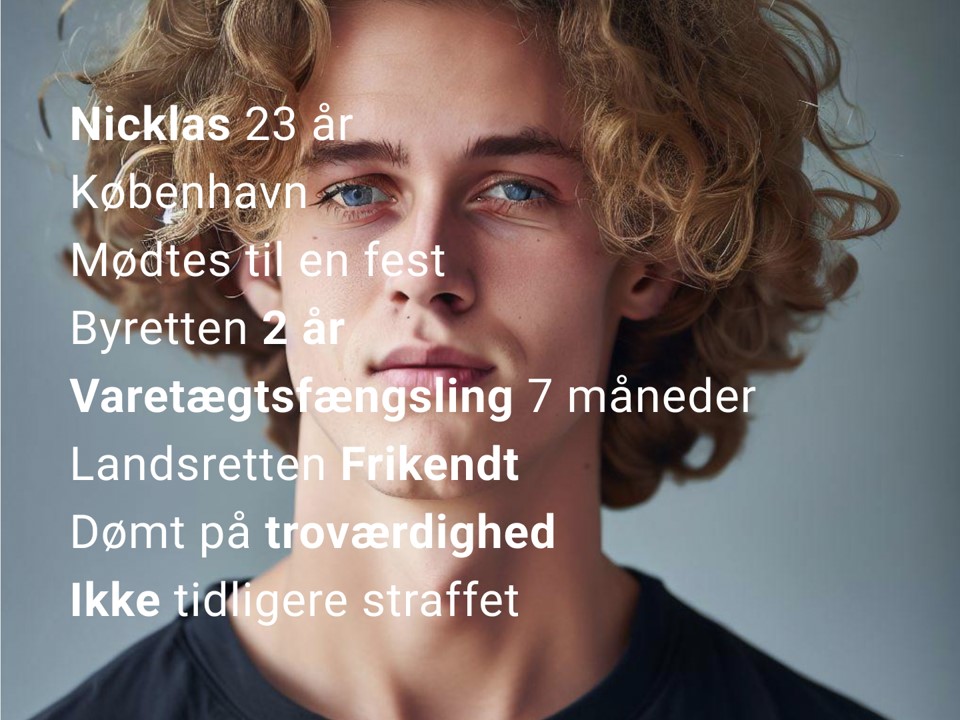 Nicklas 23 år
København
Mødtes til en fest
Byretten 2 år
Varetægtsfængsling 7 måneder
Landsretten Frikendt
Dømt på troværdighed
Ikke tidligere straffet